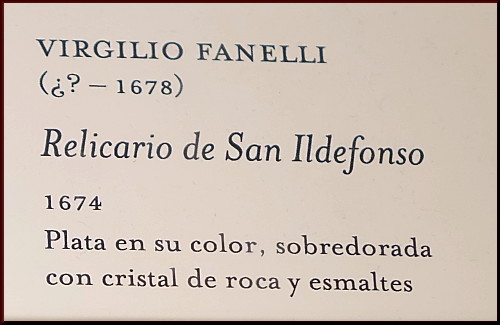 VIRGILIO FANELLI
(¿? – 1678)
Relicario de San Ildefonso
1674
Plata en su color, sobredorada
con cristal de roca y esmaltes